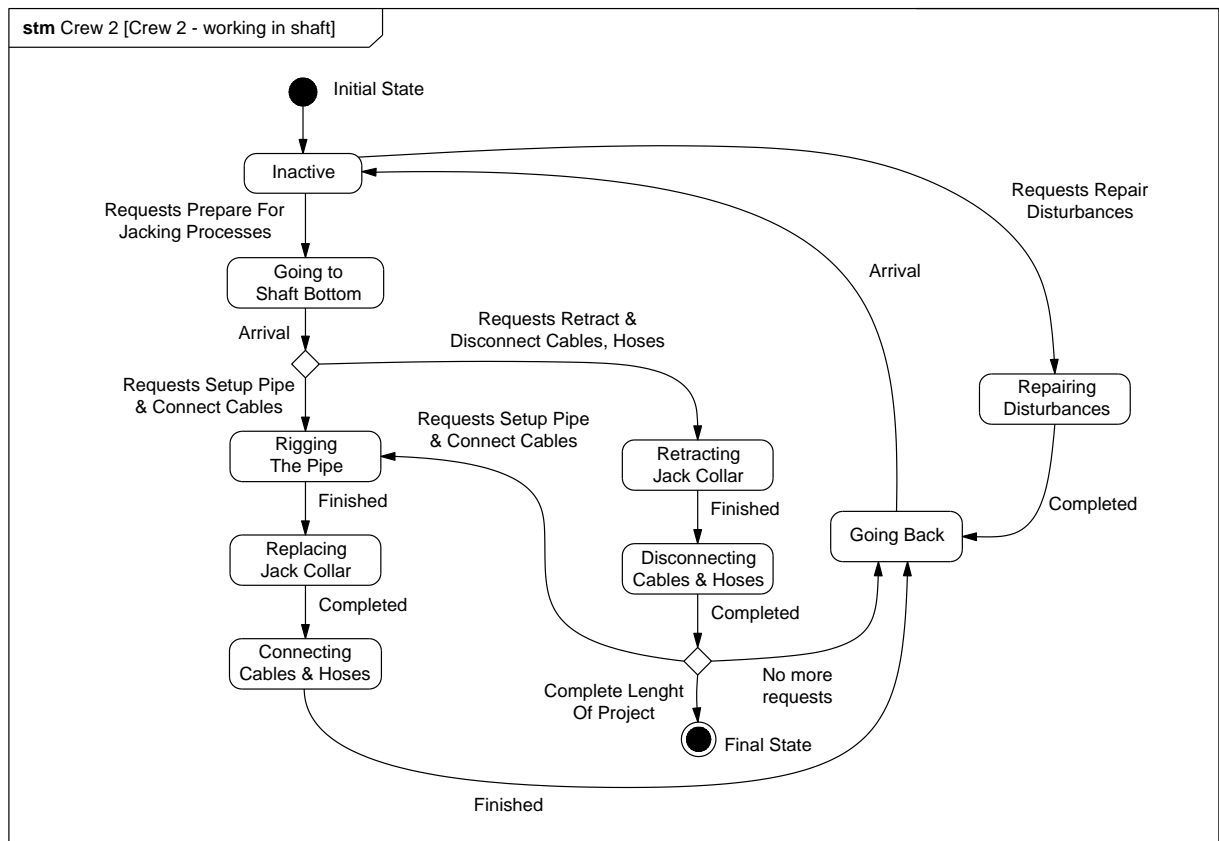 stm Crew 2 [Crew 2 - working in shaft]
Initial State
Inactive
Requests Prepare For
Jacking Processes
Requests Repair
Disturbances
Going to
Shaft Bottom
Arrival
Arrival
Requests Retract &
Disconnect Cables, Hoses
Requests Setup Pipe
& Connect Cables
Requests Setup Pipe
& Connect Cables
Repairing
Disturbances
Rigging
The Pipe
Retracting
Jack Collar
Finished
Finished
Completed
Going Back
Replacing
Jack Collar
Disconnecting
Cables & Hoses
Completed
Completed
Connecting
Cables & Hoses
No more
requests
Complete Lenght
Of Project
Final State
Finished